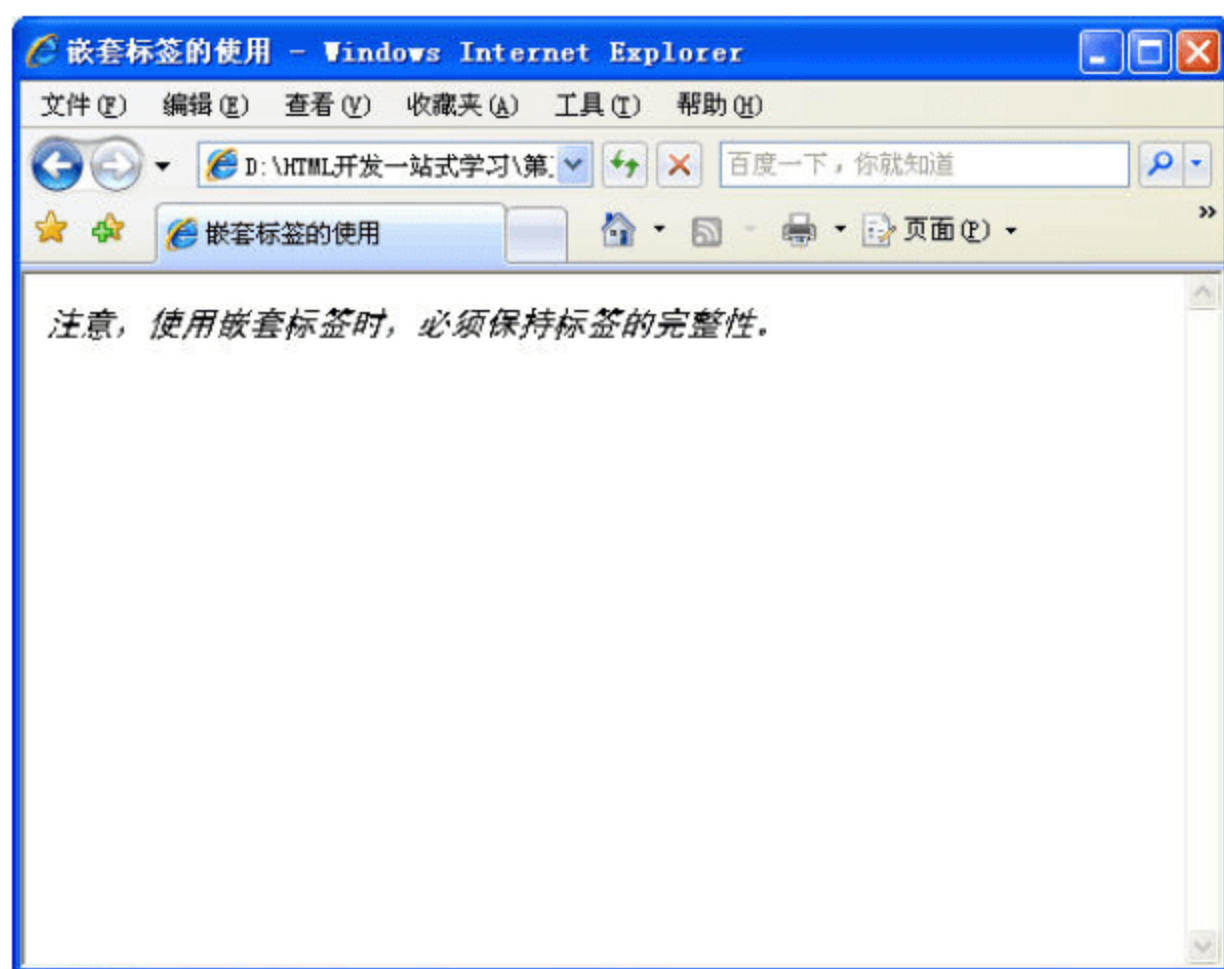 嵌套标签的使用 - Windows Internet Explorer
文件(F) 编辑(E) 查看(V) 收藏夹(A) 工具(T) 帮助(H)
D:\HTML开发一站式学习\第 百度一下，你就知道
嵌套标签的使用 页面(P) »
注意，使用嵌套标签时，必须保持标签的完整性。